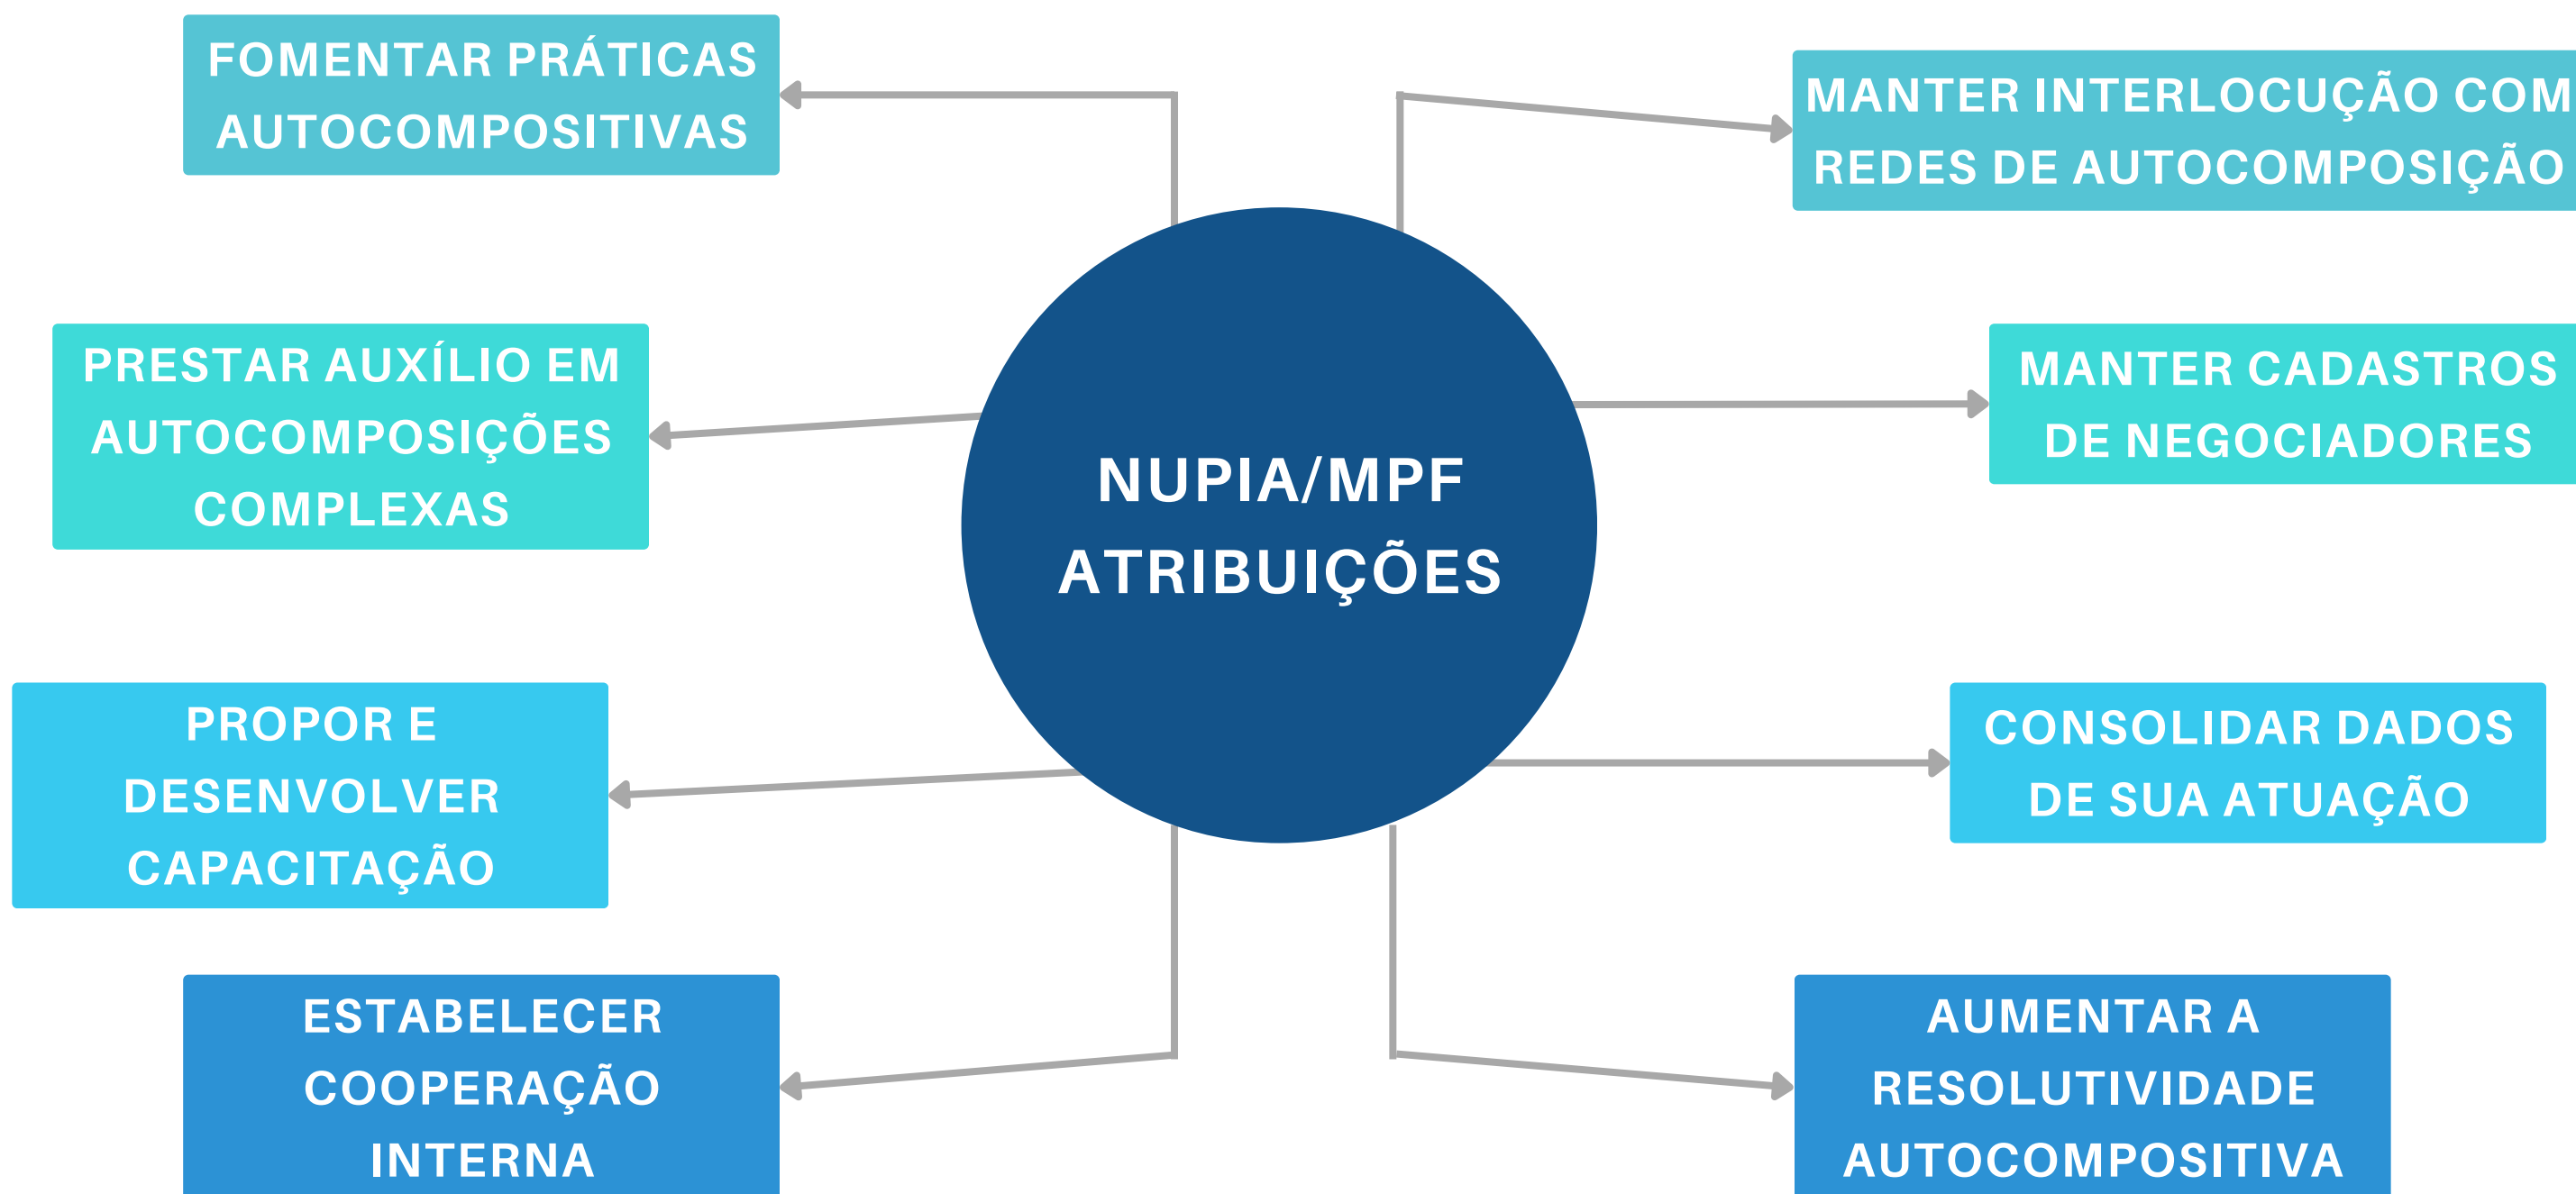 FOMENTAR PRÁTICAS
AUTOCOMPOSITIVAS
MANTER INTERLOCUÇÃO COM
REDES DE AUTOCOMPOSIÇÃO
PRESTAR AUXÍLIO EM
AUTOCOMPOSIÇÕES
COMPLEXAS
MANTER CADASTROS
DE NEGOCIADORES
NUPIA/MPF
ATRIBUIÇÕES
PROPOR E
DESENVOLVER
CAPACITAÇÃO
CONSOLIDAR DADOS
DE SUA ATUAÇÃO
ESTABELECER
COOPERAÇÃO
INTERNA
AUMENTAR A
RESOLUTIVIDADE
AUTOCOMPOSITIVA